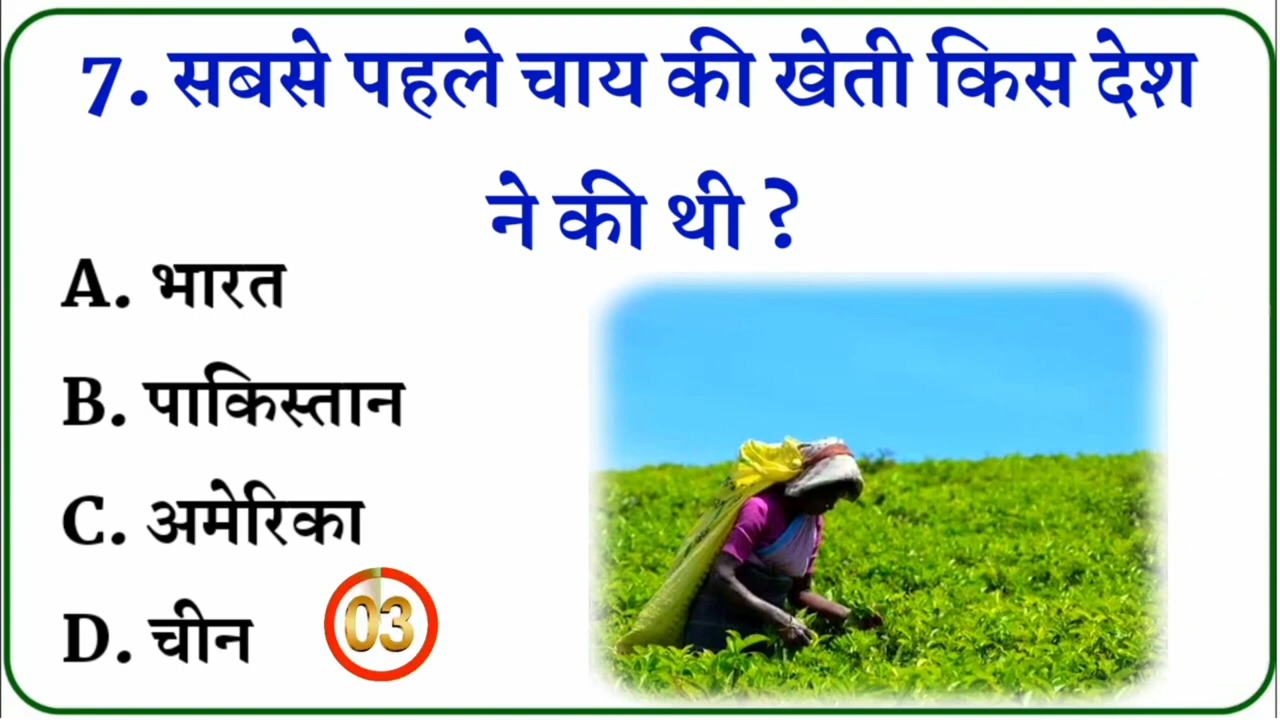 7. सबसे पहले चाय की खेती किस देश
ने की थी ?
A. भारत
B. पाकिस्तान
C. अमेरिका
D. चीन
03